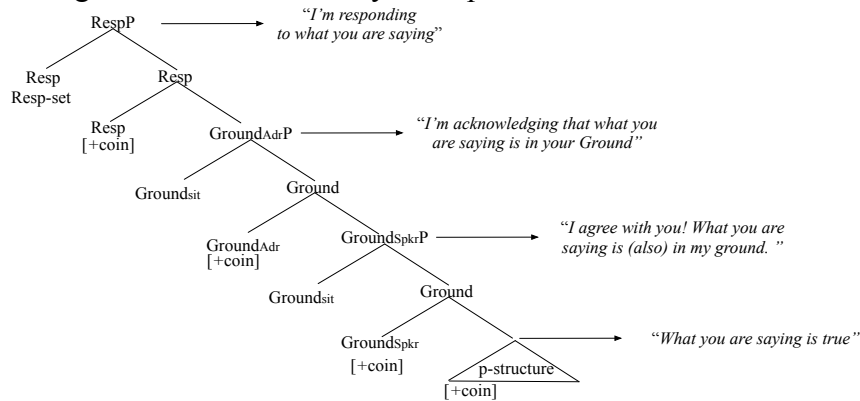 RespP
“I’m responding
to what you are saying”
Resp
Resp-set
Resp
Resp
[+coin]
GroundAdrP
“I’m acknowledging that what you
are saying is in your Ground”
Groundsit
Ground
GroundAdr
[+coin]
GroundSpkrP
“I agree with you! What you are
saying is (also) in my ground. ”
Groundsit
Ground
GroundSpkr
[+coin]
“What you are saying is true”
p-structure
[+coin]